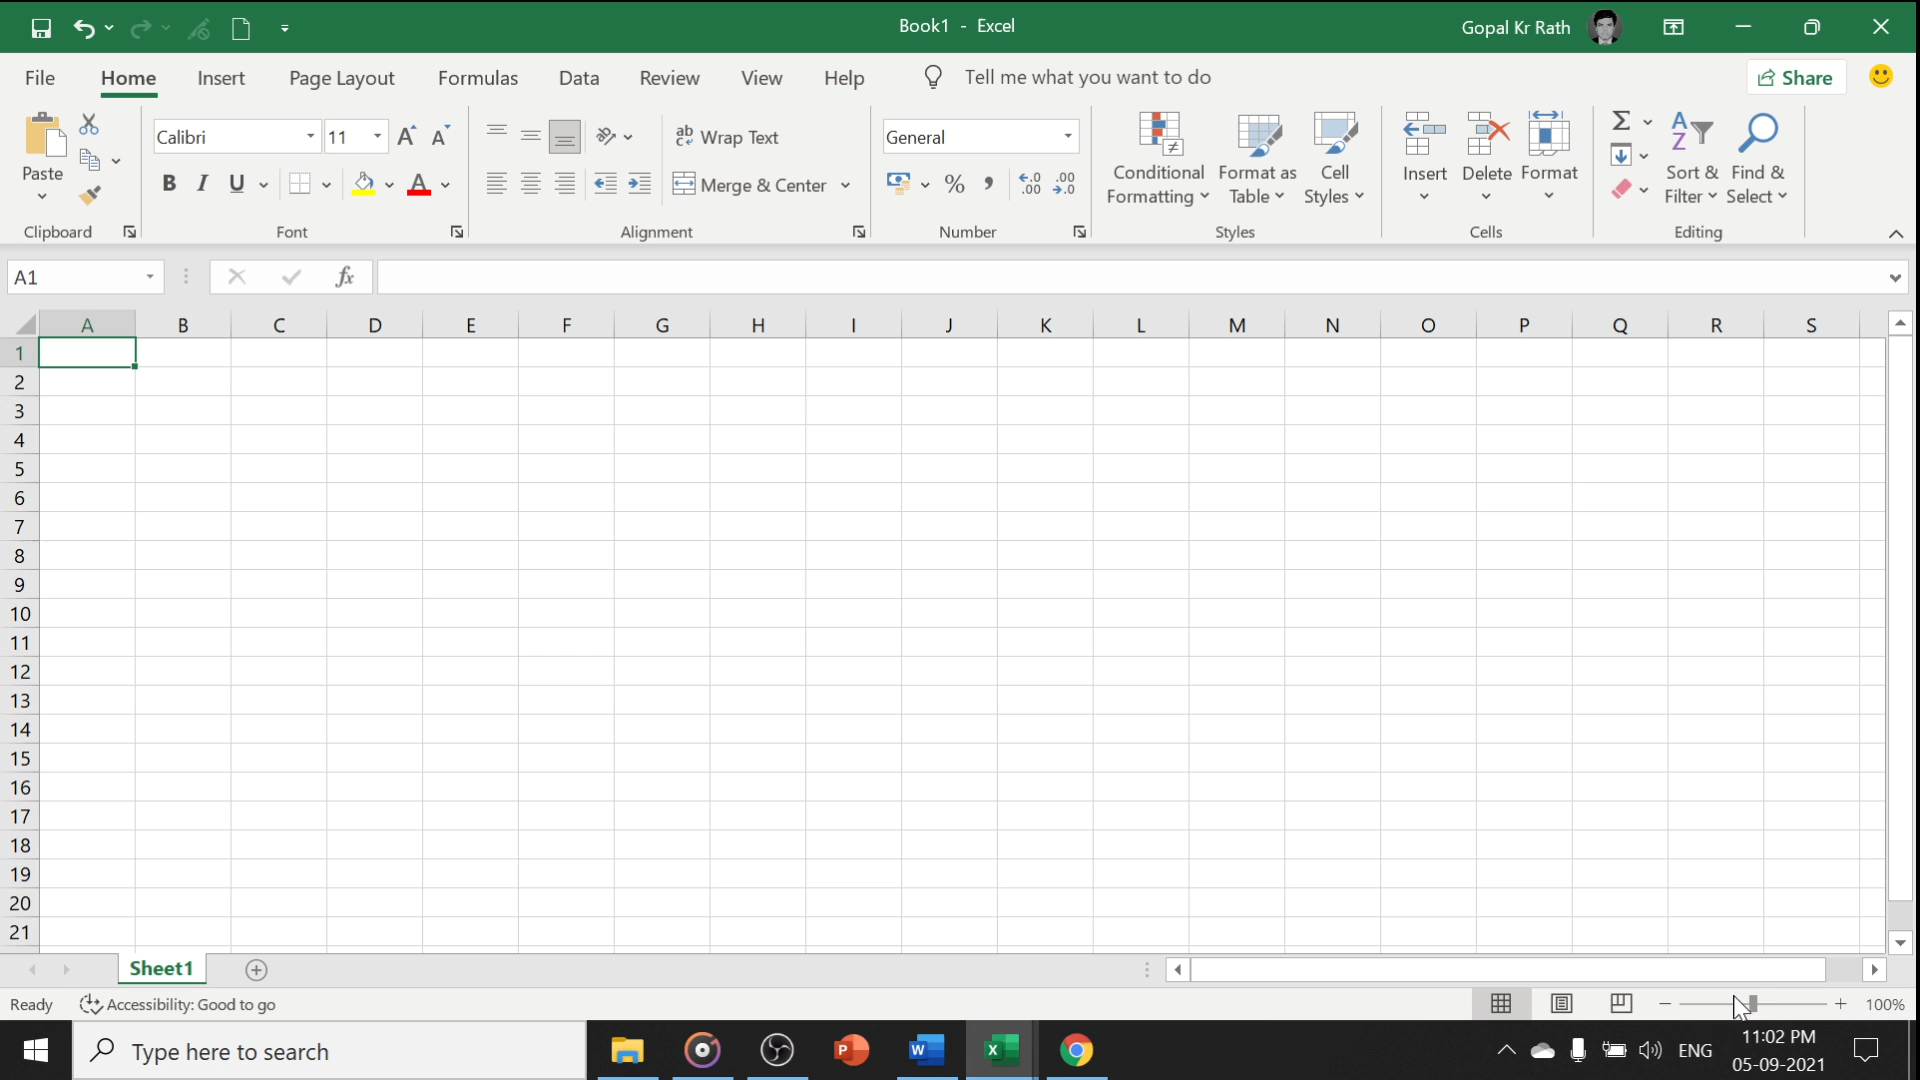 Book1 - Excel
Gopal Kr Rath
File Home Insert Page Layout Formulas Data Review View Help Tell me what you want to do Share
Paste
Clipboard
Calibri 11
B I U
Font
Wrap Text
Merge & Center
Alignment
General
% , .00 .0
Number
Conditional Formatting
Format as Table
Cell Styles
Styles
Insert Delete Format
Cells
Sort & Filter
Find & Select
Editing
A1 fx
A B C D E F G H I J K L M N O P Q R S
1
2
3
4
5
6
7
8
9
10
11
12
13
14
15
16
17
18
19
20
21
Sheet1
Ready Accessibility: Good to go 100%
Type here to search
ENG
11:02 PM
05-09-2021